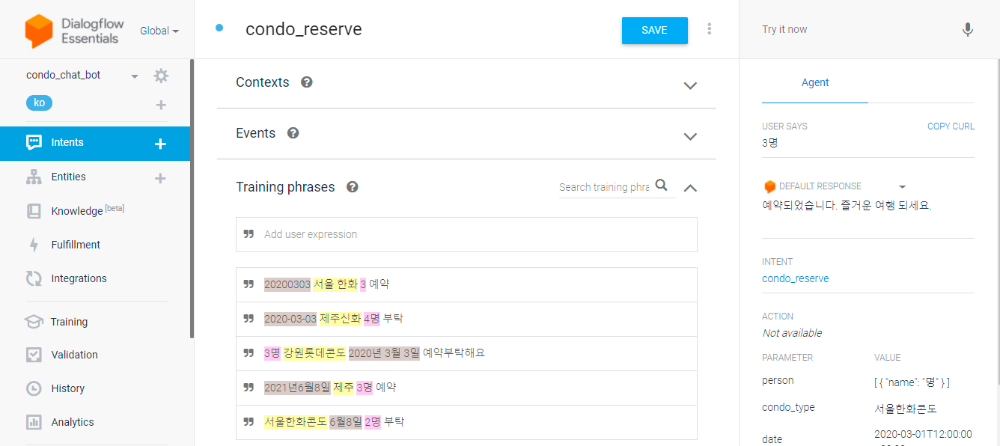 Dialogflow
Essentials
Global
condo_chat_bot
ko
Intents
Entities
Knowledge [beta]
Fulfillment
Integrations
Training
Validation
History
Analytics
condo_reserve
SAVE
Contexts
Events
Training phrases
Search training phra
Add user expression
20200303 서울 한화 3 예약
2020-03-03 제주신화 4명 부탁
3명 강원롯데콘도 2020년 3월 3일 예약부탁해요
2021년6월8일 제주 3명 예약
서울한화콘도 6월8일 2명 부탁
Try it now
Agent
USER SAYS COPY CURL
3명
DEFAULT RESPONSE
예약되었습니다. 즐거운 여행 되세요.
INTENT
condo_reserve
ACTION
Not available
PARAMETER VALUE
person [ { "name": "명" } ]
condo_type 서울한화콘도
date 2020-03-01T12:00:00